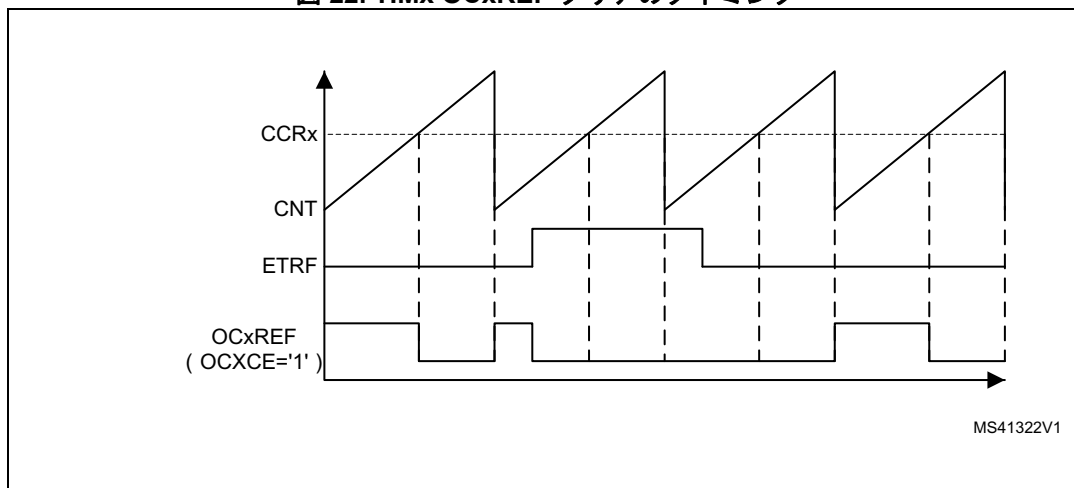 図 22. TIMx OCxREF クリアのタイミング
CCRx
CNT
ETRF
OCxREF
( OCXCE='1' )
MS41322V1